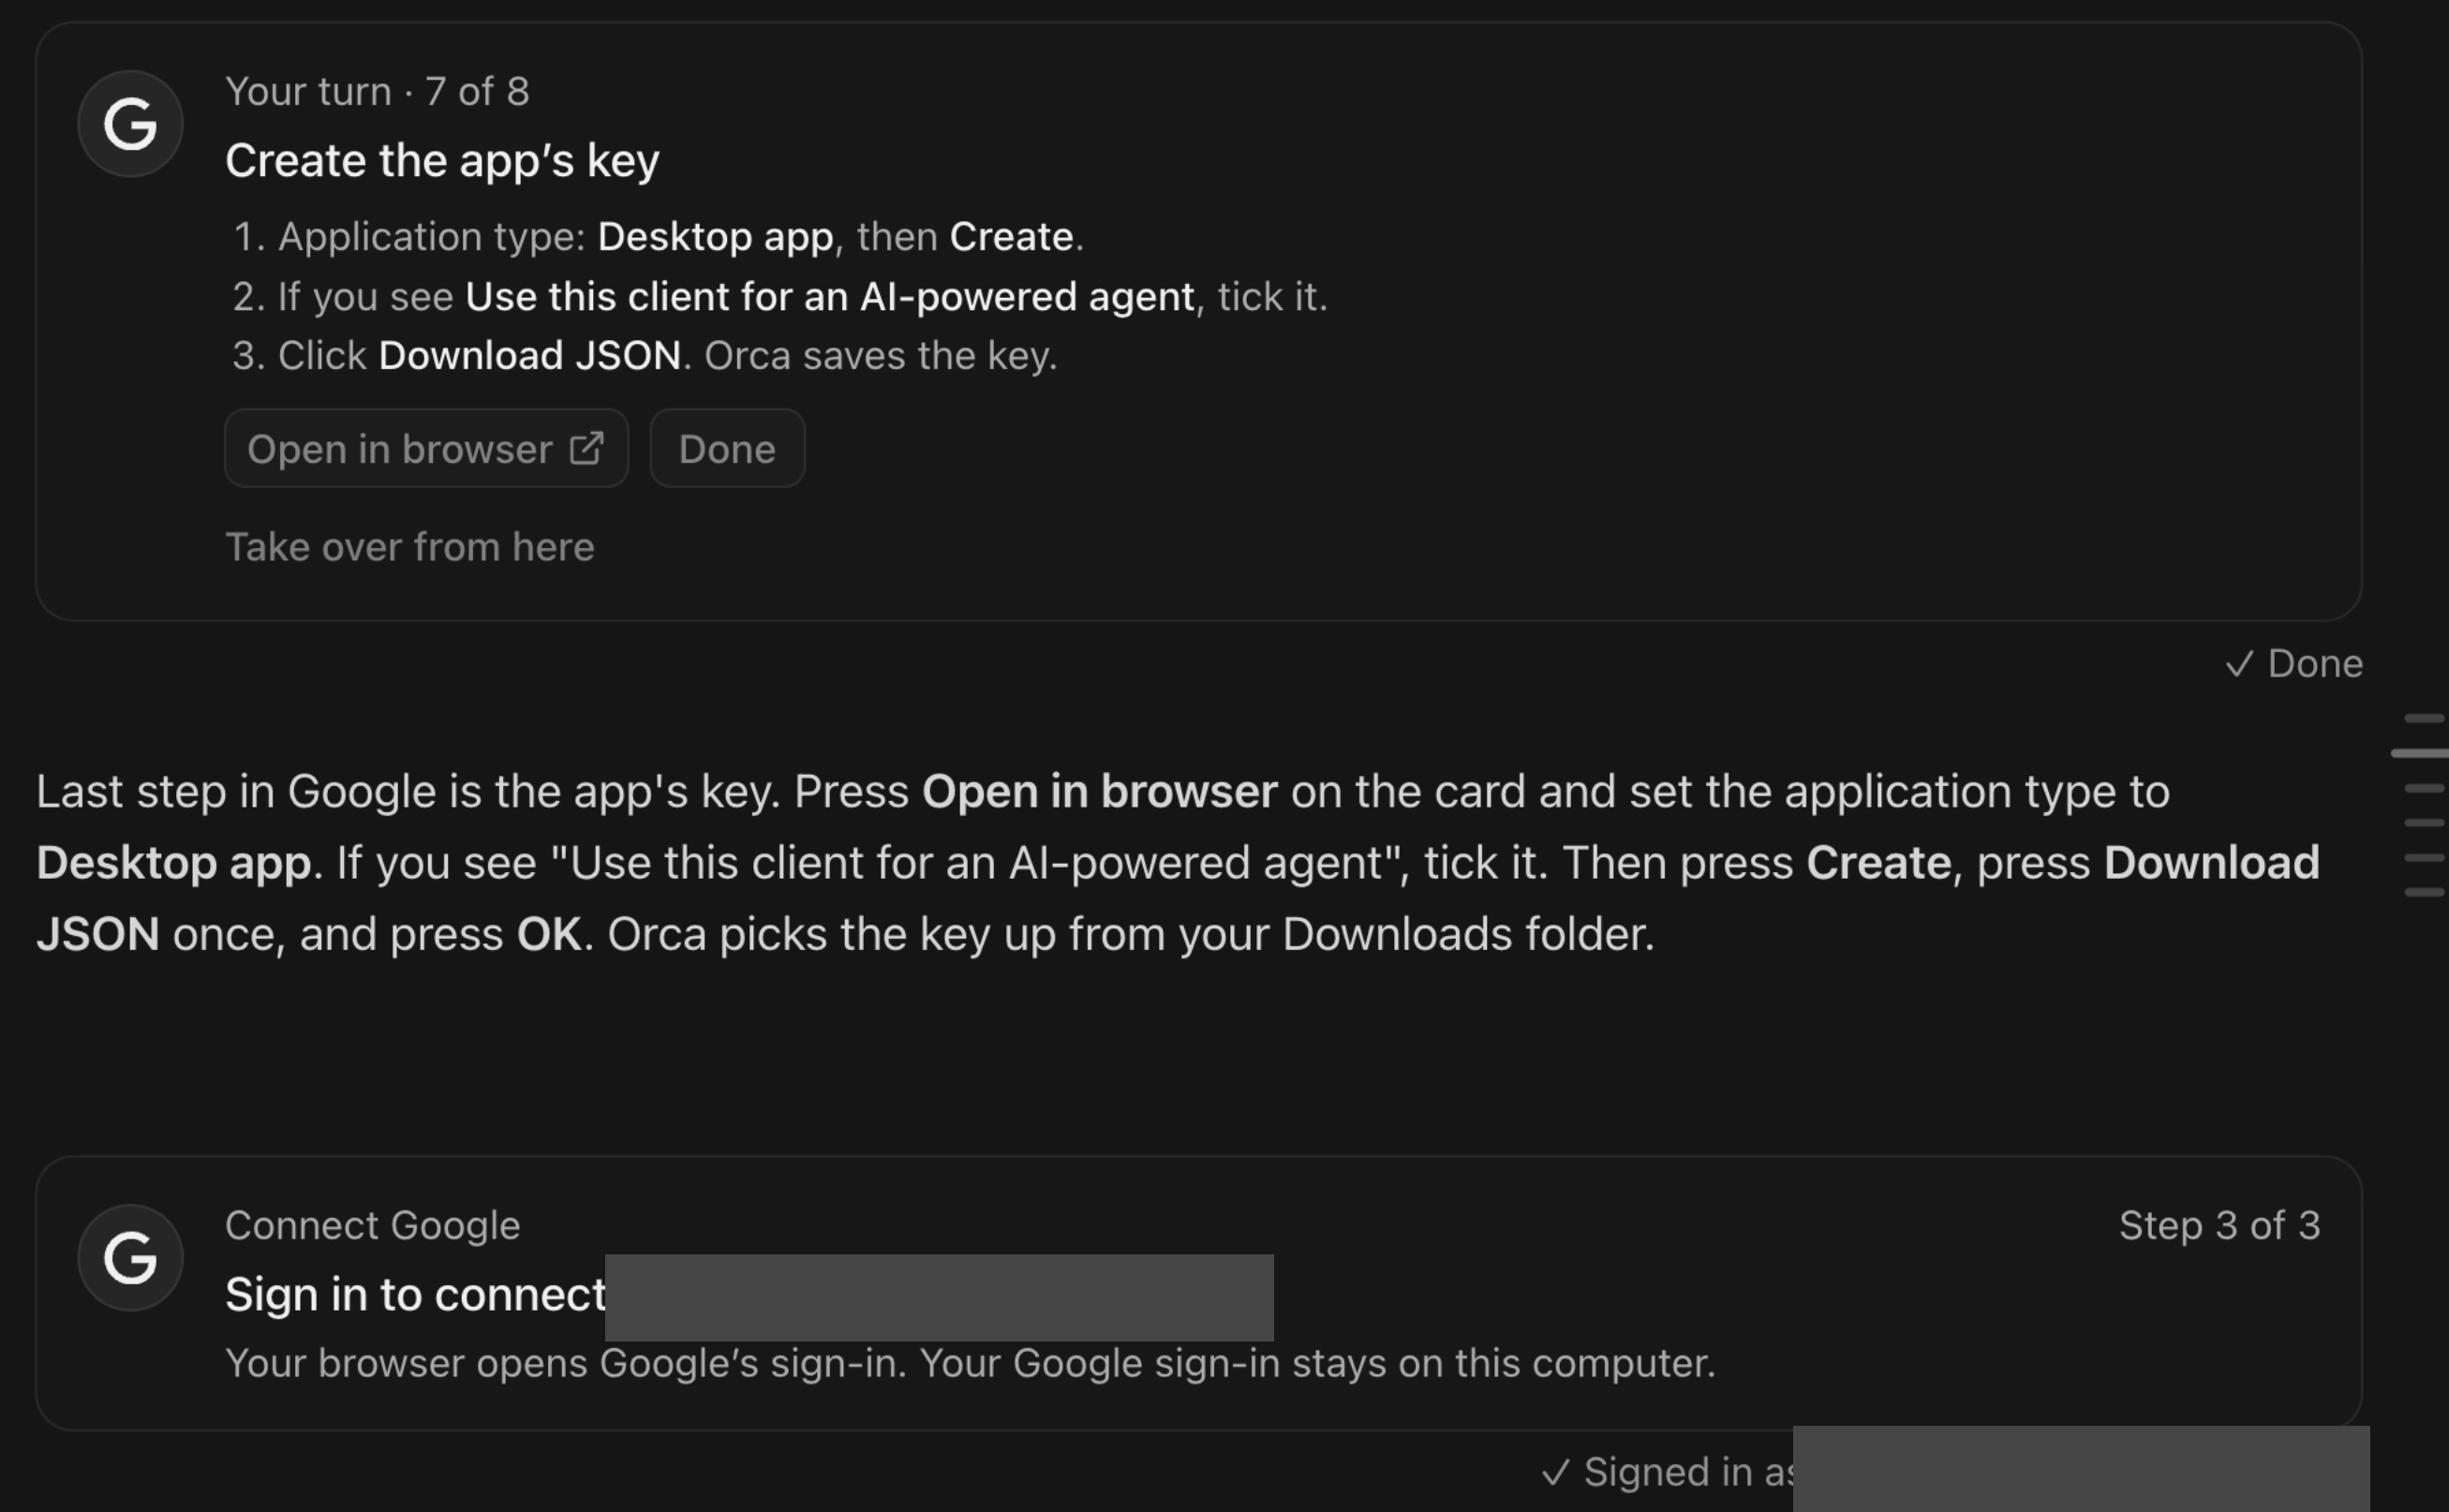 Your turn · 7 of 8
Create the app’s key
1. Application type: Desktop app, then Create.
2. If you see Use this client for an AI-powered agent, tick it.
3. Click Download JSON. Orca saves the key.
Open in browser
Done
Take over from here
✓ Done
Last step in Google is the app's key. Press Open in browser on the card and set the application type to
Desktop app. If you see "Use this client for an AI-powered agent", tick it. Then press Create, press Download
JSON once, and press OK. Orca picks the key up from your Downloads folder.
Connect Google
Step 3 of 3
Sign in to connect
Your browser opens Google’s sign-in. Your Google sign-in stays on this computer.
✓ Signed in as